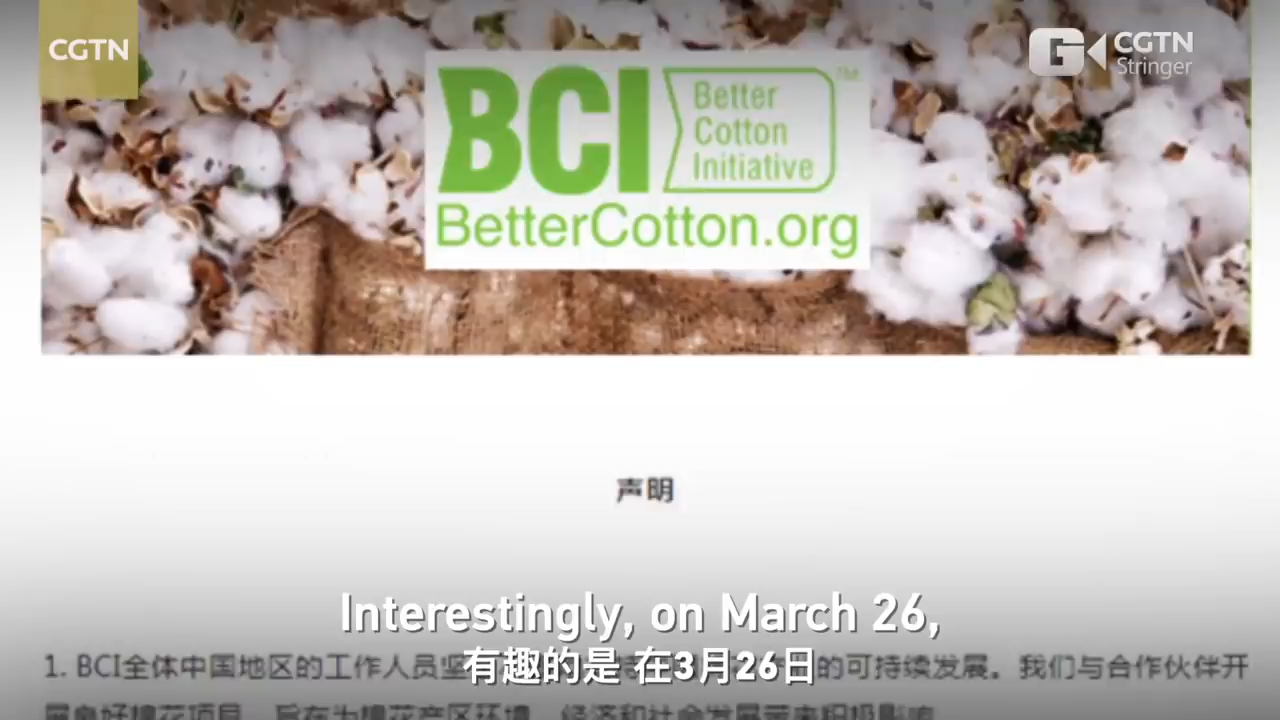 CGTN
CGTN
Stringer
BCI
Better
Cotton
Initiative
™
BetterCotton.org
声明
Interestingly, on March 26,
有趣的是 在3月26日
1. BCI全体中国地区的工作人员坚 的可持续发展。我们与合作伙伴开